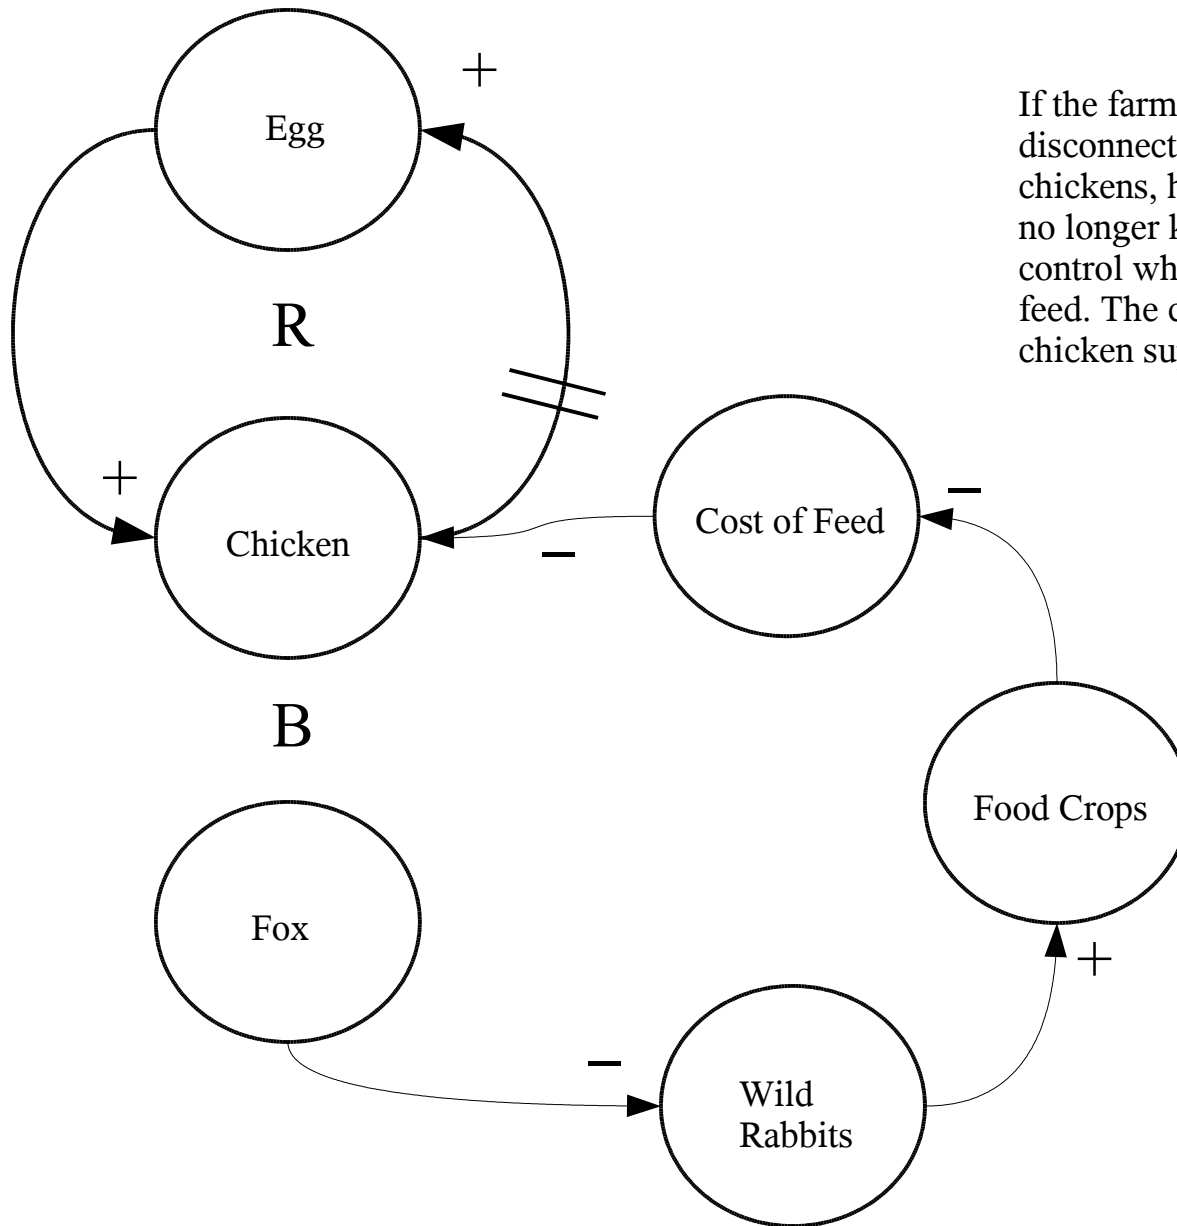 Egg
+
If the farm
disconnect
chickens, h
no longer k
control wh
feed. The c
chicken su
R
+
Chicken
−
Cost of Feed
−
B
Food Crops
Fox
+
−
Wild
Rabbits